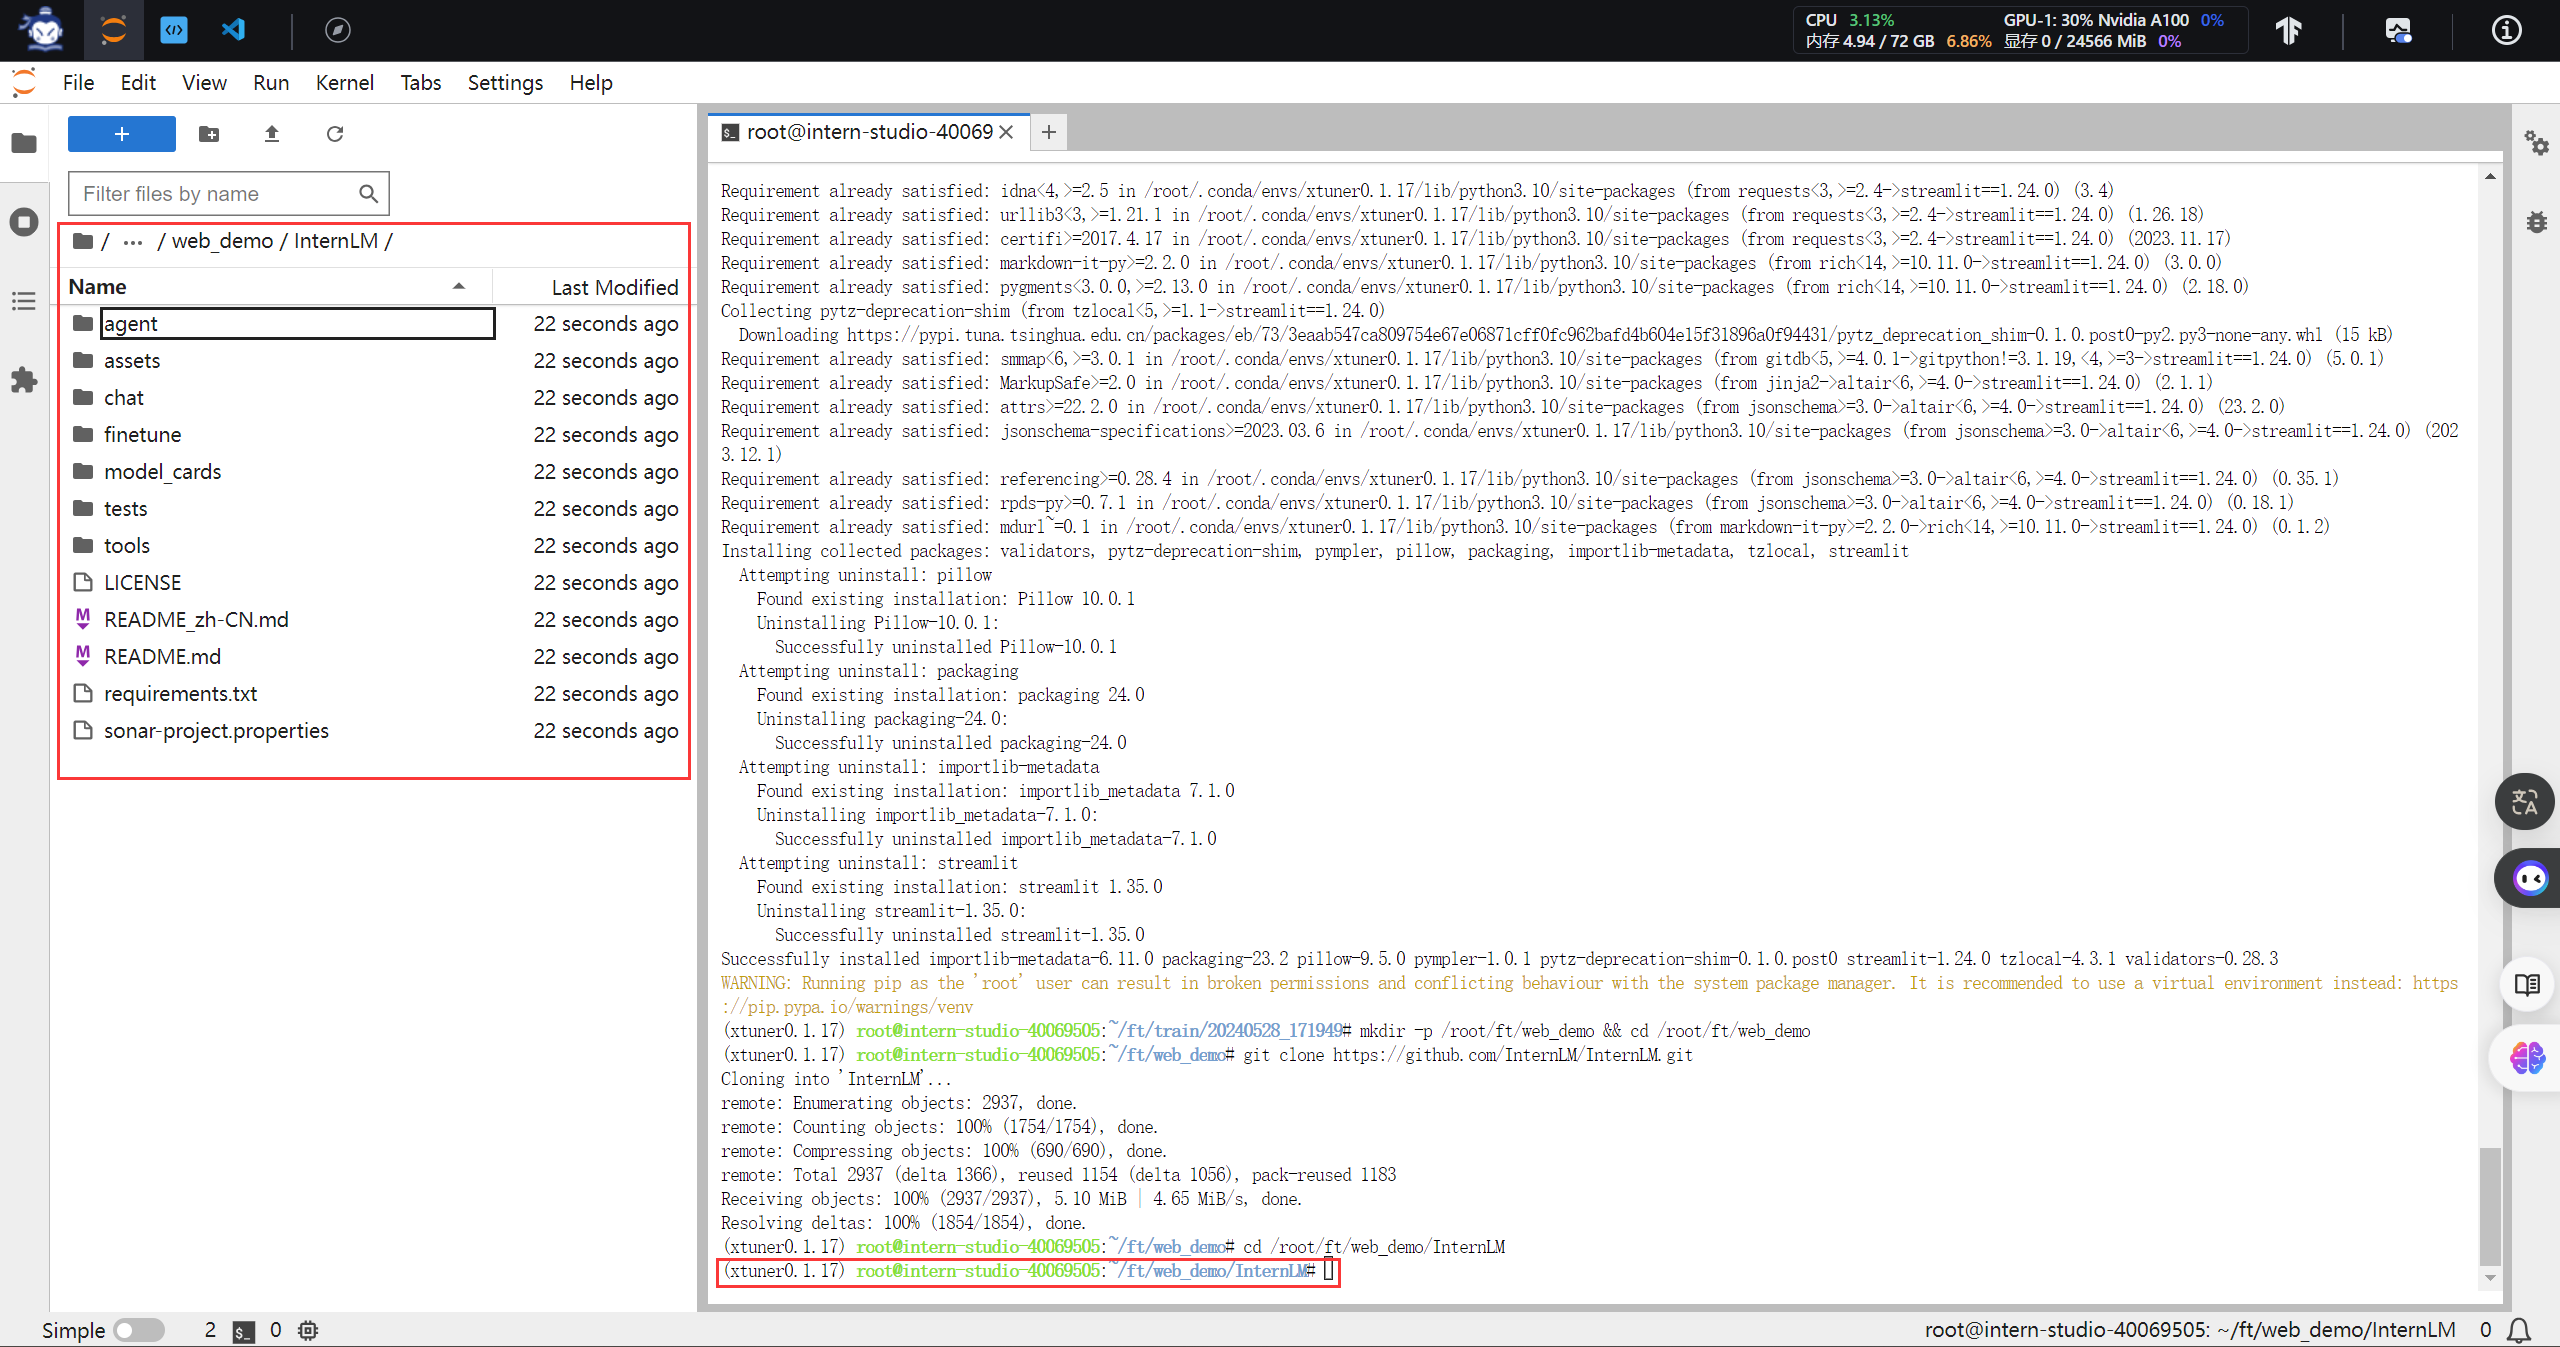 CPU 3.13% GPU-1: 30% Nvidia A100 0%
内存 4.94 / 72 GB 6.86% 显存 0 / 24566 MiB 0%
File Edit View Run Kernel Tabs Settings Help
+
Filter files by name
/ ··· / web_demo / InternLM /
Name Last Modified
agent 22 seconds ago
assets 22 seconds ago
chat 22 seconds ago
finetune 22 seconds ago
model_cards 22 seconds ago
tests 22 seconds ago
tools 22 seconds ago
LICENSE 22 seconds ago
README_zh-CN.md 22 seconds ago
README.md 22 seconds ago
requirements.txt 22 seconds ago
sonar-project.properties 22 seconds ago
root@intern-studio-40069
Requirement already satisfied: idna<4,>=2.5 in /root/.conda/envs/xtuner0.1.17/lib/python3.10/site-packages (from requests<3,>=2.4->streamlit==1.24.0) (3.4)
Requirement already satisfied: urllib3<3,>=1.21.1 in /root/.conda/envs/xtuner0.1.17/lib/python3.10/site-packages (from requests<3,>=2.4->streamlit==1.24.0) (1.26.18)
Requirement already satisfied: certifi>=2017.4.17 in /root/.conda/envs/xtuner0.1.17/lib/python3.10/site-packages (from requests<3,>=2.4->streamlit==1.24.0) (2023.11.17)
Requirement already satisfied: markdown-it-py>=2.2.0 in /root/.conda/envs/xtuner0.1.17/lib/python3.10/site-packages (from rich<14,>=10.11.0->streamlit==1.24.0) (3.0.0)
Requirement already satisfied: pygments<3.0.0,>=2.13.0 in /root/.conda/envs/xtuner0.1.17/lib/python3.10/site-packages (from rich<14,>=10.11.0->streamlit==1.24.0) (2.18.0)
Collecting pytz-deprecation-shim (from tzlocal<5,>=1.1->streamlit==1.24.0)
Downloading https://pypi.tuna.tsinghua.edu.cn/packages/eb/73/3eaab547ca809754e67e06871cff0fc962bafd4b604e15f31896a0f94431/pytz_deprecation_shim-0.1.0.post0-py2.py3-none-any.whl (15 kB)
Requirement already satisfied: smmap<6,>=3.0.1 in /root/.conda/envs/xtuner0.1.17/lib/python3.10/site-packages (from gitdb<5,>=4.0.1->gitpython!=3.1.19,<4,>=3->streamlit==1.24.0) (5.0.1)
Requirement already satisfied: MarkupSafe>=2.0 in /root/.conda/envs/xtuner0.1.17/lib/python3.10/site-packages (from jinja2->altair<6,>=4.0->streamlit==1.24.0) (2.1.1)
Requirement already satisfied: attrs>=22.2.0 in /root/.conda/envs/xtuner0.1.17/lib/python3.10/site-packages (from jsonschema>=3.0->altair<6,>=4.0->streamlit==1.24.0) (23.2.0)
Requirement already satisfied: jsonschema-specifications>=2023.03.6 in /root/.conda/envs/xtuner0.1.17/lib/python3.10/site-packages (from jsonschema>=3.0->altair<6,>=4.0->streamlit==1.24.0) (202
3.12.1)
Requirement already satisfied: referencing>=0.28.4 in /root/.conda/envs/xtuner0.1.17/lib/python3.10/site-packages (from jsonschema>=3.0->altair<6,>=4.0->streamlit==1.24.0) (0.35.1)
Requirement already satisfied: rpds-py>=0.7.1 in /root/.conda/envs/xtuner0.1.17/lib/python3.10/site-packages (from jsonschema>=3.0->altair<6,>=4.0->streamlit==1.24.0) (0.18.1)
Requirement already satisfied: mdurl~=0.1 in /root/.conda/envs/xtuner0.1.17/lib/python3.10/site-packages (from markdown-it-py>=2.2.0->rich<14,>=10.11.0->streamlit==1.24.0) (0.1.2)
Installing collected packages: validators, pytz-deprecation-shim, pympler, pillow, packaging, importlib-metadata, tzlocal, streamlit
Attempting uninstall: pillow
Found existing installation: Pillow 10.0.1
Uninstalling Pillow-10.0.1:
Successfully uninstalled Pillow-10.0.1
Attempting uninstall: packaging
Found existing installation: packaging 24.0
Uninstalling packaging-24.0:
Successfully uninstalled packaging-24.0
Attempting uninstall: importlib-metadata
Found existing installation: importlib_metadata 7.1.0
Uninstalling importlib_metadata-7.1.0:
Successfully uninstalled importlib_metadata-7.1.0
Attempting uninstall: streamlit
Found existing installation: streamlit 1.35.0
Uninstalling streamlit-1.35.0:
Successfully uninstalled streamlit-1.35.0
Successfully installed importlib-metadata-6.11.0 packaging-23.2 pillow-9.5.0 pympler-1.0.1 pytz-deprecation-shim-0.1.0.post0 streamlit-1.24.0 tzlocal-4.3.1 validators-0.28.3
WARNING: Running pip as the 'root' user can result in broken permissions and conflicting behaviour with the system package manager. It is recommended to use a virtual environment instead: https
://pip.pypa.io/warnings/venv
(xtuner0.1.17) root@intern-studio-40069505:~/ft/train/20240528_171949# mkdir -p /root/ft/web_demo && cd /root/ft/web_demo
(xtuner0.1.17) root@intern-studio-40069505:~/ft/web_demo# git clone https://github.com/InternLM/InternLM.git
Cloning into 'InternLM'...
remote: Enumerating objects: 2937, done.
remote: Counting objects: 100% (1754/1754), done.
remote: Compressing objects: 100% (690/690), done.
remote: Total 2937 (delta 1366), reused 1154 (delta 1056), pack-reused 1183
Receiving objects: 100% (2937/2937), 5.10 MiB | 4.65 MiB/s, done.
Resolving deltas: 100% (1854/1854), done.
(xtuner0.1.17) root@intern-studio-40069505:~/ft/web_demo# cd /root/ft/web_demo/InternLM
(xtuner0.1.17) root@intern-studio-40069505:~/ft/web_demo/InternLM#
Simple 2 0 root@intern-studio-40069505: ~/ft/web_demo/InternLM 0